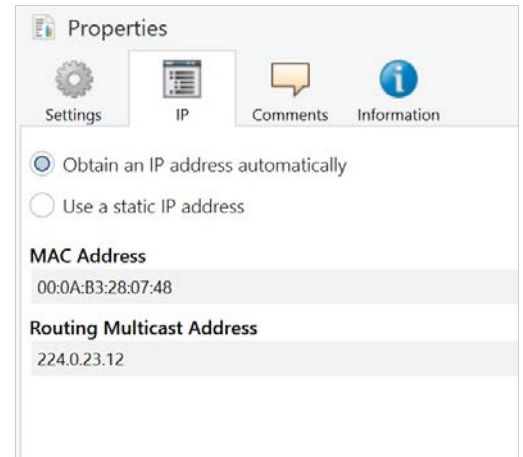 Properties
Settings IP Comments Information
Obtain an IP address automatically
Use a static IP address
MAC Address
00:0A:B3:28:07:48
Routing Multicast Address
224.0.23.12